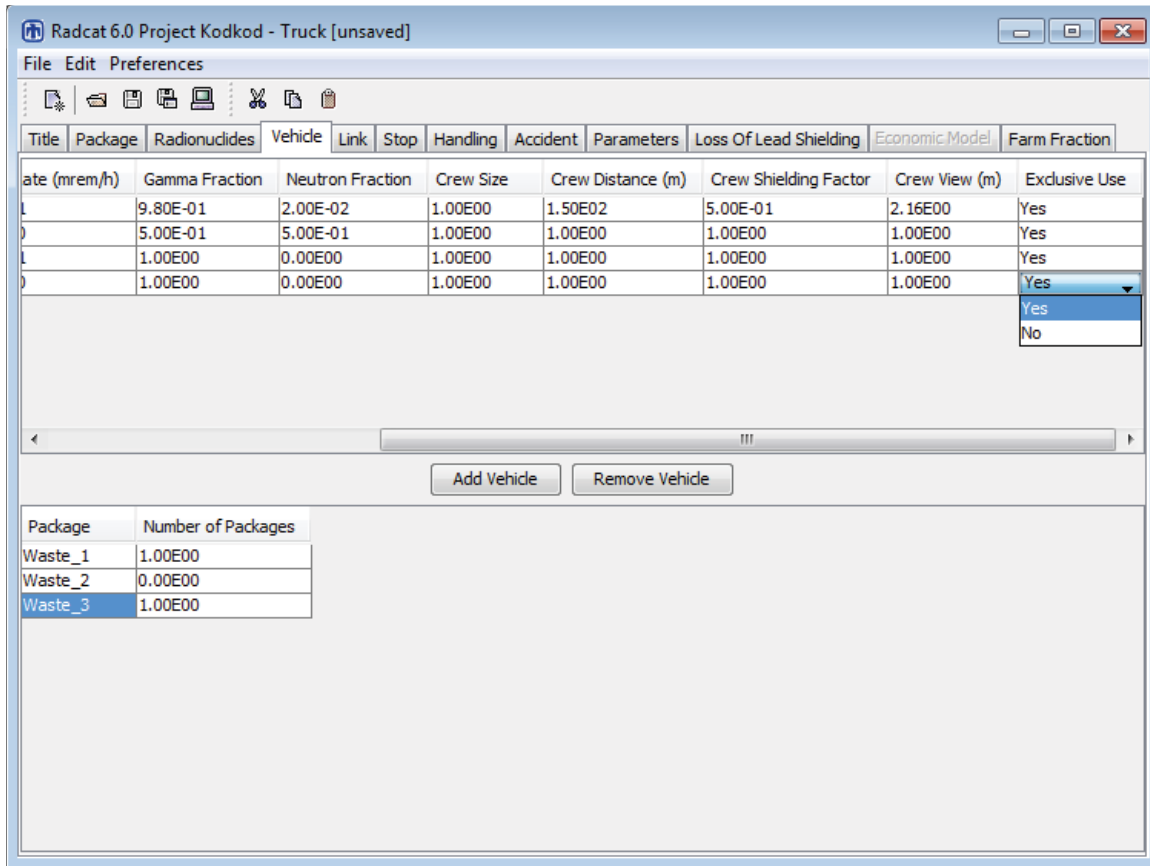 Radcat 6.0 Project Kodkod - Truck [unsaved]
File Edit Preferences
Title Package Radionuclides Vehicle Link Stop Handling Accident Parameters Loss Of Lead Shielding Economic Model Farm Fraction
ate (mrem/h) Gamma Fraction Neutron Fraction Crew Size Crew Distance (m) Crew Shielding Factor Crew View (m) Exclusive Use
1 9.80E-01 2.00E-02 1.00E00 1.50E02 5.00E-01 2.16E00 Yes
0 5.00E-01 5.00E-01 1.00E00 1.00E00 1.00E00 1.00E00 Yes
1 1.00E00 0.00E00 1.00E00 1.00E00 1.00E00 1.00E00 Yes
0 1.00E00 0.00E00 1.00E00 1.00E00 1.00E00 1.00E00 Yes
Yes
No
Add Vehicle Remove Vehicle
Package Number of Packages
Waste_1 1.00E00
Waste_2 0.00E00
Waste_3 1.00E00